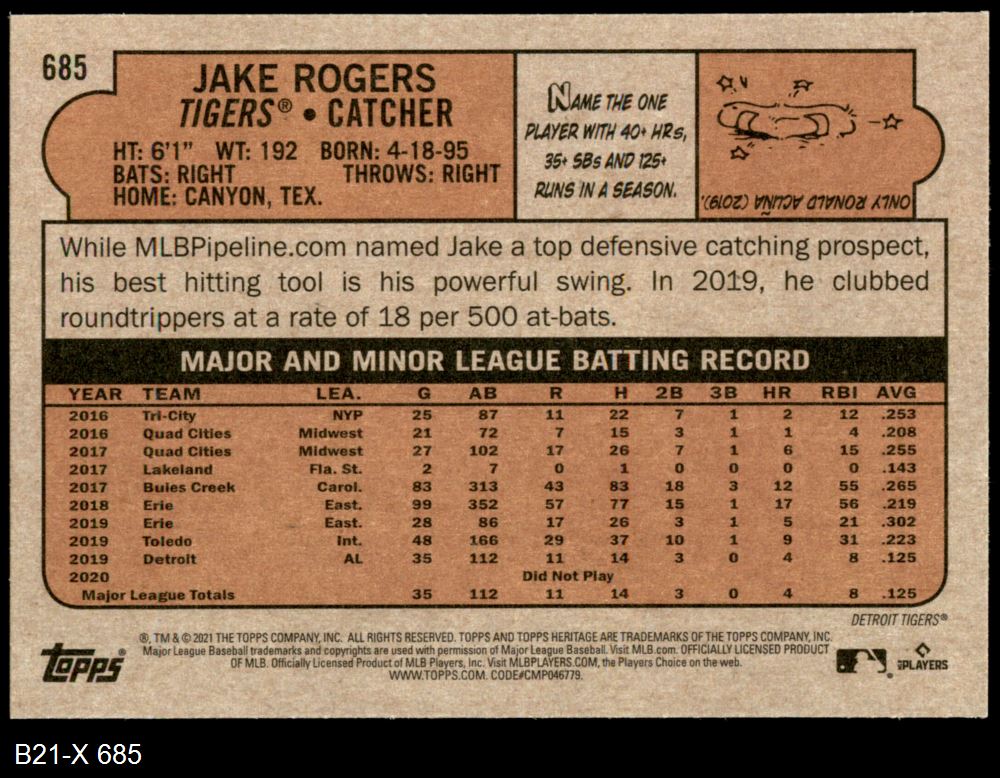 685
JAKE ROGERS
TIGERS® • CATCHER
HT: 6'1" WT: 192 BORN: 4-18-95
BATS: RIGHT THROWS: RIGHT
HOME: CANYON, TEX.
NAME THE ONE
PLAYER WITH 40+ HRs,
35+ SBs AND 125+
RUNS IN A SEASON.
ONLY RONALD ACUÑA (2019).
While MLBPipeline.com named Jake a top defensive catching prospect,
his best hitting tool is his powerful swing. In 2019, he clubbed
roundtrippers at a rate of 18 per 500 at-bats.
MAJOR AND MINOR LEAGUE BATTING RECORD
YEAR TEAM LEA. G AB R H 2B 3B HR RBI AVG
2016 Tri-City NYP 25 87 11 22 7 1 2 12 .253
2016 Quad Cities Midwest 21 72 7 15 3 1 1 4 .208
2017 Quad Cities Midwest 27 102 17 26 7 1 6 15 .255
2017 Lakeland Fla. St. 2 7 0 1 0 0 0 0 .143
2017 Buies Creek Carol. 83 313 43 83 18 3 12 55 .265
2018 Erie East. 99 352 57 77 15 1 17 56 .219
2019 Erie East. 28 86 17 26 3 1 5 21 .302
2019 Toledo Int. 48 166 29 37 10 1 9 31 .223
2019 Detroit AL 35 112 11 14 3 0 4 8 .125
2020 Did Not Play
Major League Totals 35 112 11 14 3 0 4 8 .125
DETROIT TIGERS®
®, TM & © 2021 THE TOPPS COMPANY, INC. ALL RIGHTS RESERVED. TOPPS AND TOPPS HERITAGE ARE TRADEMARKS OF THE TOPPS COMPANY, INC.
Major League Baseball trademarks and copyrights are used with permission of Major League Baseball. Visit MLB.com. OFFICIALLY LICENSED PRODUCT
OF MLB. Officially Licensed Product of MLB Players, Inc. Visit MLBPLAYERS.COM, the Players Choice on the web.
WWW.TOPPS.COM. CODE#CMP046779.
topps®
PLAYERS
B21-X 685